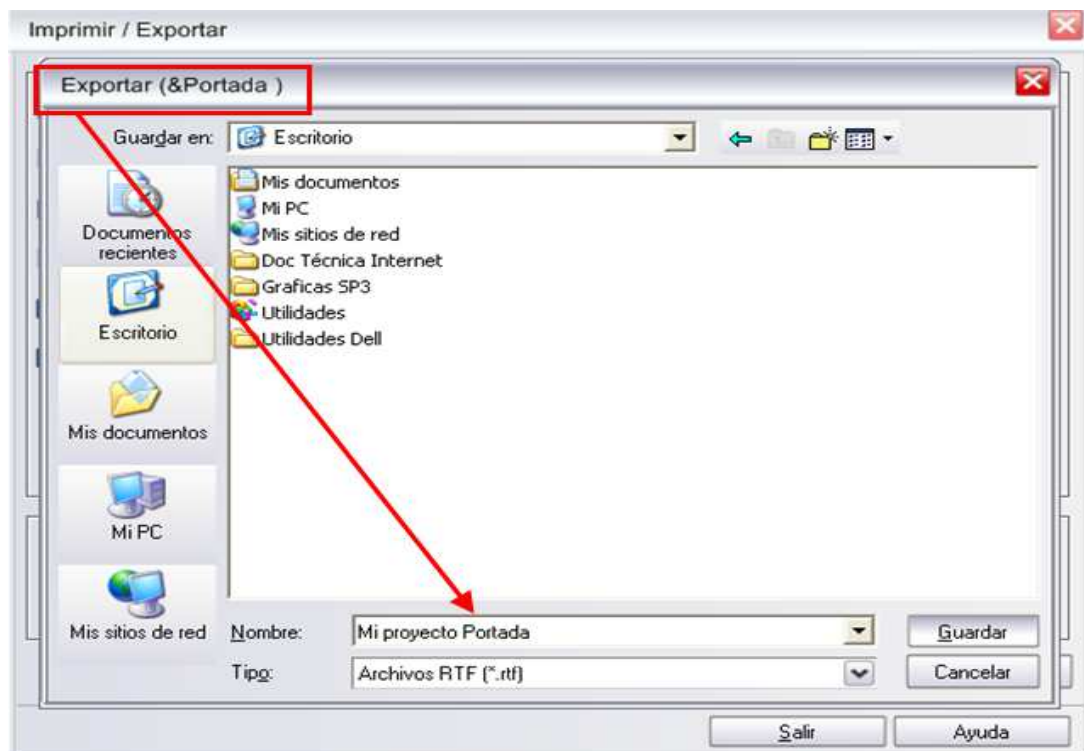 Imprimir / Exportar
Exportar (&Portada )
Guardar en:
Escritorio
Documentos
recientes
Escritorio
Mis documentos
Mi PC
Mis sitios de red
Mis documentos
Mi PC
Mis sitios de red
Doc Técnica Internet
Graficas SP3
Utilidades
Utilidades Dell
Nombre:
Mi proyecto Portada
Guardar
Tipo:
Archivos RTF (*.rtf)
Cancelar
Salir
Ayuda